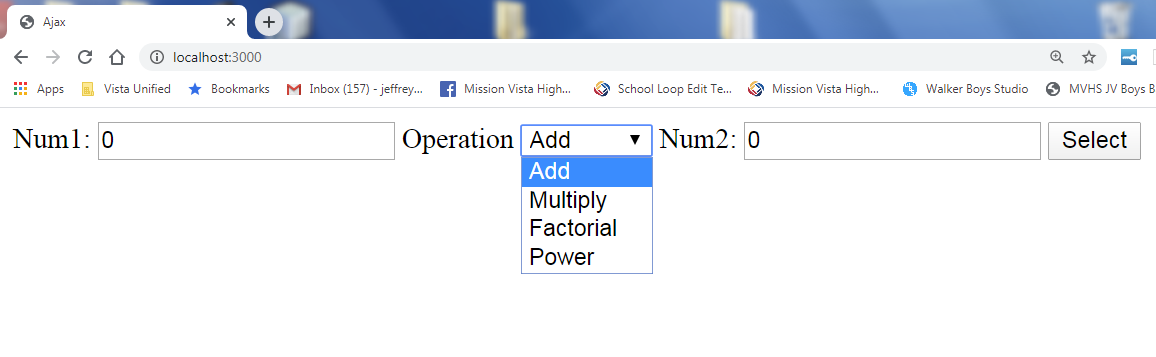 Ajax
localhost:3000
Apps Vista Unified Bookmarks Inbox (157) - jeffrey... Mission Vista High... School Loop Edit Te... Mission Vista High... Walker Boys Studio MVHS JV Boys B
Num1: 0 Operation Add Num2: 0 Select
Add
Multiply
Factorial
Power